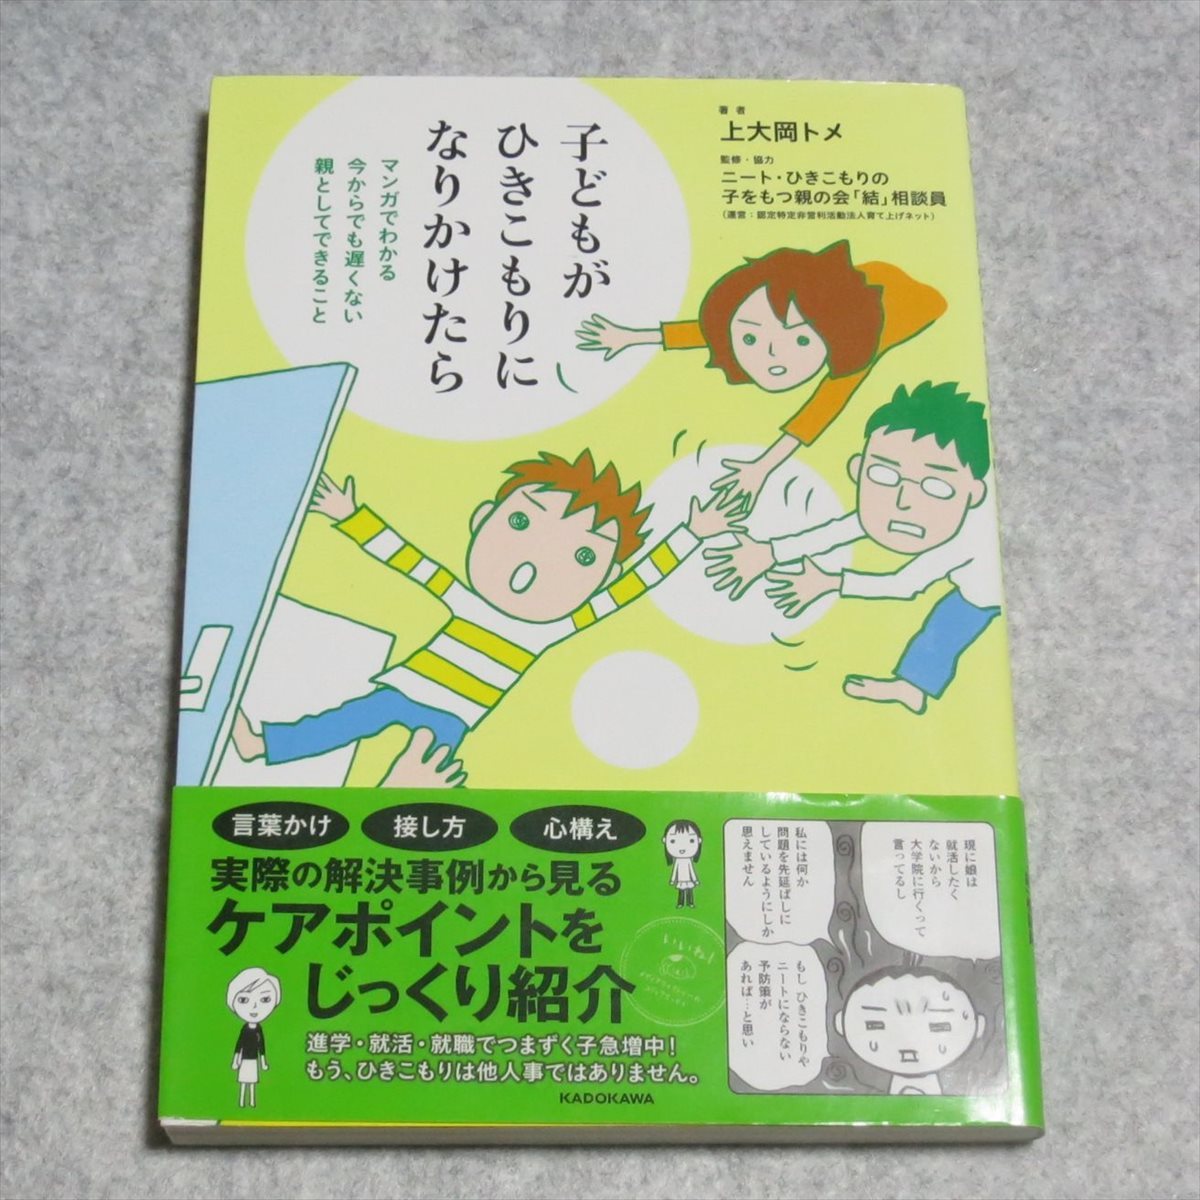 子どもが
ひきこもりに
なりかけたら
マンガでわかる
今からでも遅くない
親としてできること
著者
上大岡トメ
監修・協力
ニート・ひきこもりの
子をもつ親の会「結」相談員
(運営：認定特定非営利活動法人育て上げネット)
言葉かけ
接し方
心構え
実際の解決事例から見る
ケアポイントを
じっくり紹介
いいね!
進学・就活・就職でつまずく子急増中!
もう、ひきこもりは他人事ではありません。
KADOKAWA
現に娘は
就活したく
ないから
大学院に行くって
言ってるし
私には何か
問題を先延ばしに
しているようにしか
思えません
もし ひきこもりや
ニートにならない
予防策が
あれば…と思い